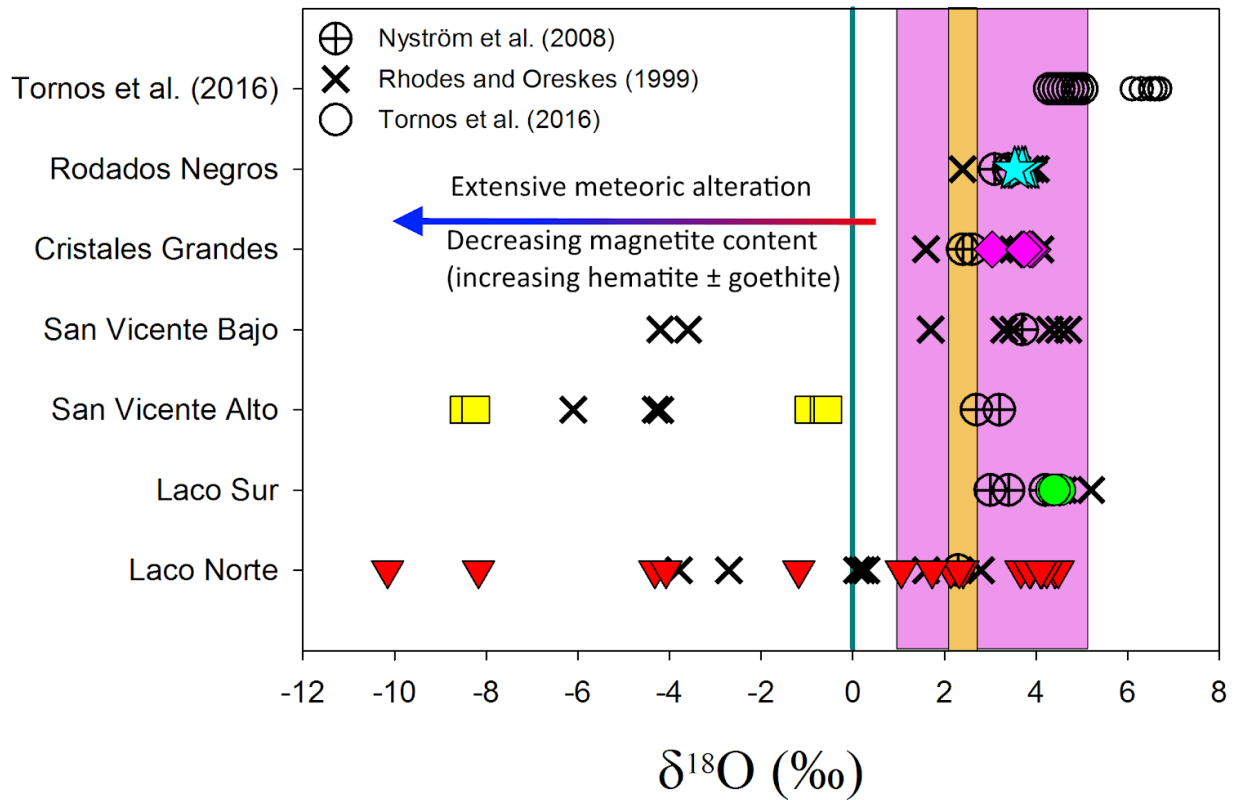 Nyström et al. (2008)
Rhodes and Oreskes (1999)
Tornos et al. (2016)
Tornos et al. (2016)
Rodados Negros
Extensive meteoric alteration
Cristales Grandes
Decreasing magnetite content
(increasing hematite ± goethite)
San Vicente Bajo
San Vicente Alto
Laco Sur
Laco Norte
-12 -10 -8 -6 -4 -2 0 2 4 6 8
δ¹⁸O (‰)